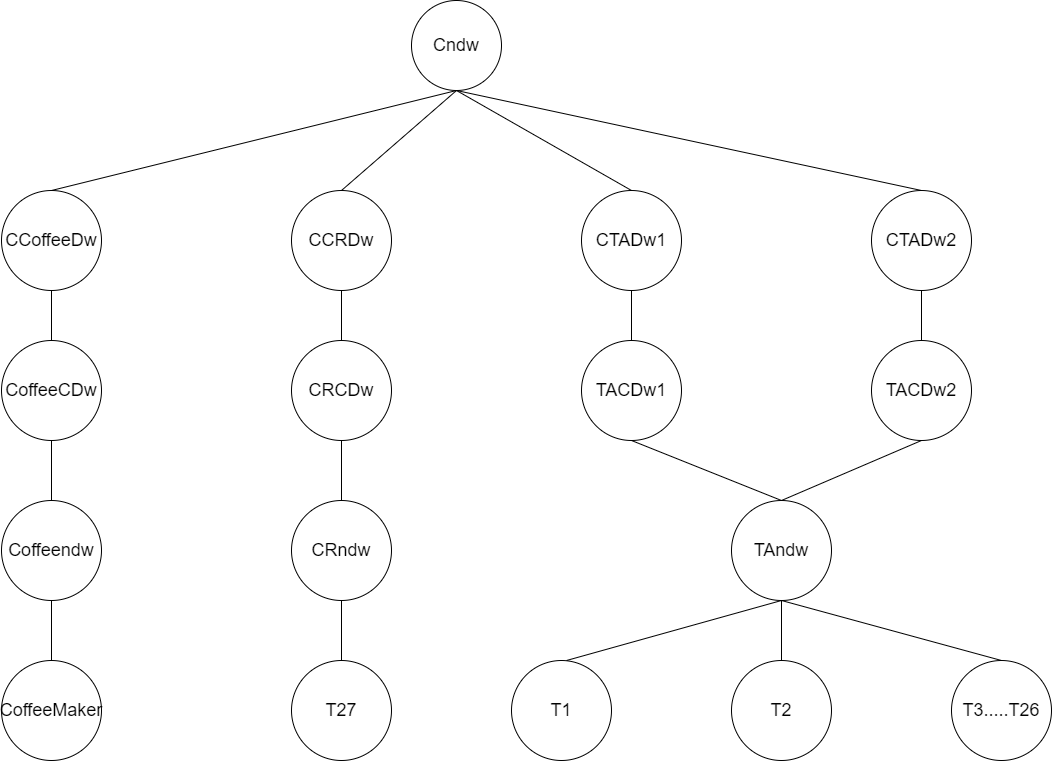 Cndw
CCoffeeDw
CCRDw
CTADw1
CTADw2
CoffeeCDw
CRCDw
TACDw1
TACDw2
Coffeendw
CRndw
TAndw
CoffeeMaker
T27
T1
T2
T3.....T26